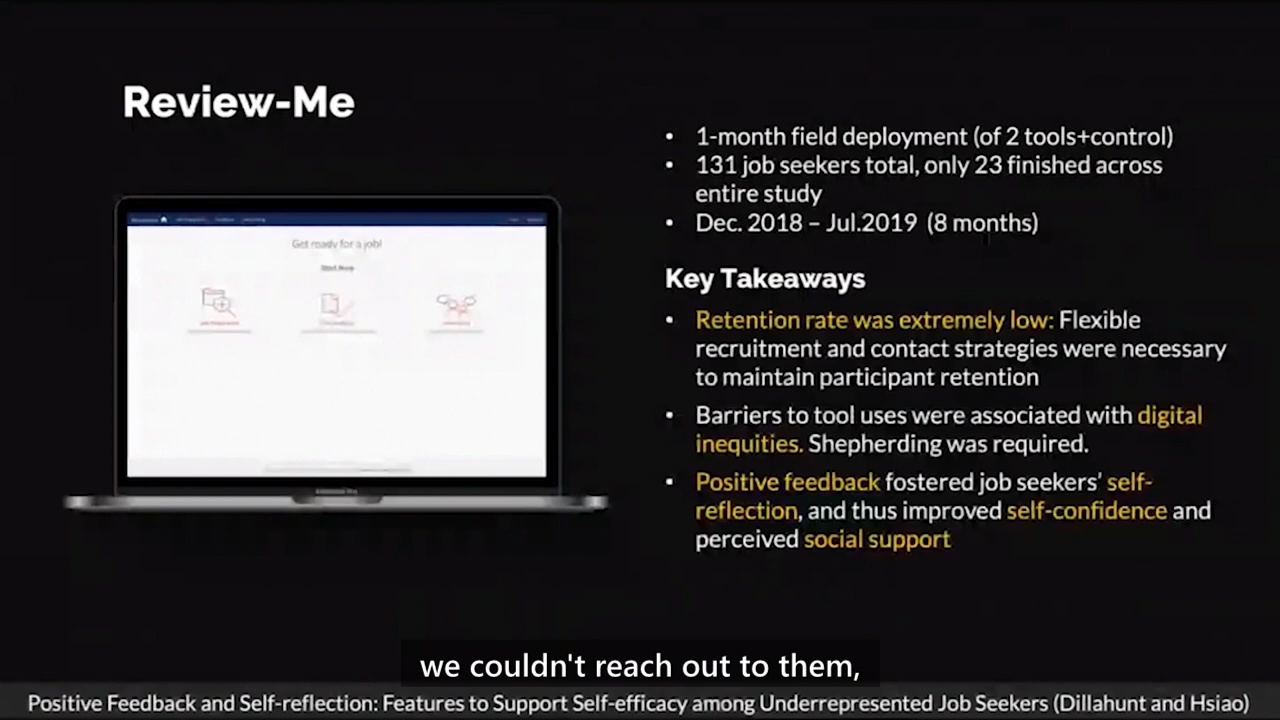 Review-Me
Get ready for a job!
Start Now
• 1-month field deployment (of 2 tools+control)
• 131 job seekers total, only 23 finished across
entire study
• Dec. 2018 – Jul.2019 (8 months)
Key Takeaways
• Retention rate was extremely low: Flexible
recruitment and contact strategies were necessary
to maintain participant retention
• Barriers to tool uses were associated with digital
inequities. Shepherding was required.
• Positive feedback fostered job seekers' self-
reflection, and thus improved self-confidence and
perceived social support
we couldn't reach out to them,
Positive Feedback and Self-reflection: Features to Support Self-efficacy among Underrepresented Job Seekers (Dillahunt and Hsiao)